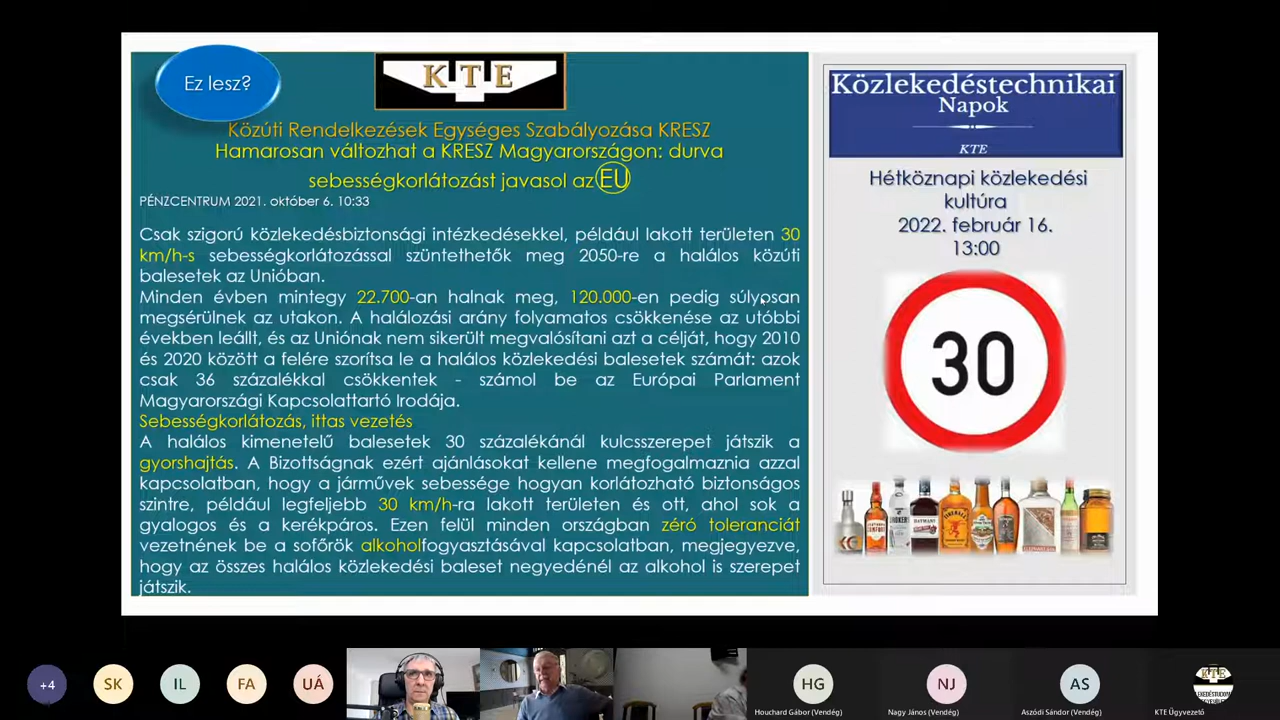 Ez lesz?
KTE
Közúti Rendelkezések Egységes Szabályozása KRESZ
Hamarosan változhat a KRESZ Magyarországon: durva
sebességkorlátozást javasol az EU
PÉNZCENTRUM 2021. október 6. 10:33
Csak szigorú közlekedésbiztonsági intézkedésekkel, például lakott területen 30
km/h-s sebességkorlátozással szüntethetők meg 2050-re a halálos közúti
balesetek az Unióban.
Minden évben mintegy 22.700-an halnak meg, 120.000-en pedig súlyosan
megsérülnek az utakon. A halálozási arány folyamatos csökkenése az utóbbi
években leállt, és az Uniónak nem sikerült megvalósítani azt a célját, hogy 2010
és 2020 között a felére szorítsa le a halálos közlekedési balesetek számát: azok
csak 36 százalékkal csökkentek - számol be az Európai Parlament
Magyarországi Kapcsolattartó Irodája.
Sebességkorlátozás, ittas vezetés
A halálos kimenetelű balesetek 30 százalékánál kulcsszerepet játszik a
gyorshajtás. A Bizottságnak ezért ajánlásokat kellene megfogalmaznia azzal
kapcsolatban, hogy a járművek sebessége hogyan korlátozható biztonságos
szintre, például legfeljebb 30 km/h-ra lakott területen és ott, ahol sok a
gyalogos és a kerékpáros. Ezen felül minden országban zéró toleranciát
vezetnének be a sofőrök alkoholfogyasztásával kapcsolatban, megjegyezve,
hogy az összes halálos közlekedési baleset negyedénél az alkohol is szerepet
játszik.
Közlekedéstechnikai
Napok
KTE
Hétköznapi közlekedési
kultúra
2022. február 16.
13:00
30
+4
SK
IL
FA
UÁ
HG
Houchard Gábor (Vendég)
NJ
Nagy János (Vendég)
AS
Aszódi Sándor (Vendég)
KTE
KTE Ügyvezető